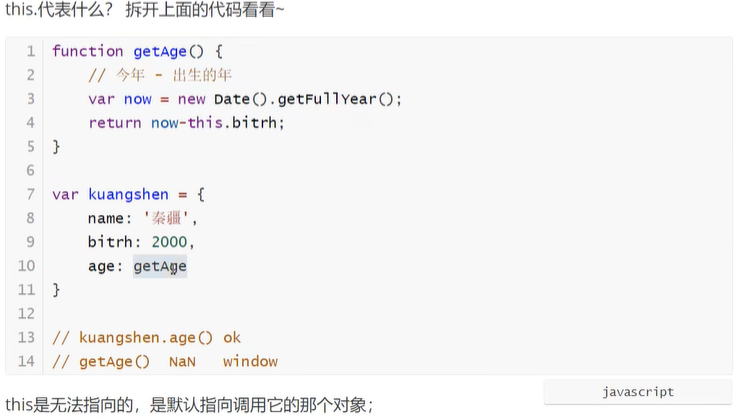 this.代表什么？ 拆开上面的代码看看~
1 function getAge() {
2     // 今年 - 出生的年
3     var now = new Date().getFullYear();
4     return now-this.bitrh;
5 }
6
7 var kuangshen = {
8     name: '秦疆',
9     bitrh: 2000,
10     age: getAge
11 }
12
13 // kuangshen.age() ok
14 // getAge()  NaN   window
javascript
this是无法指向的，是默认指向调用它的那个对象；